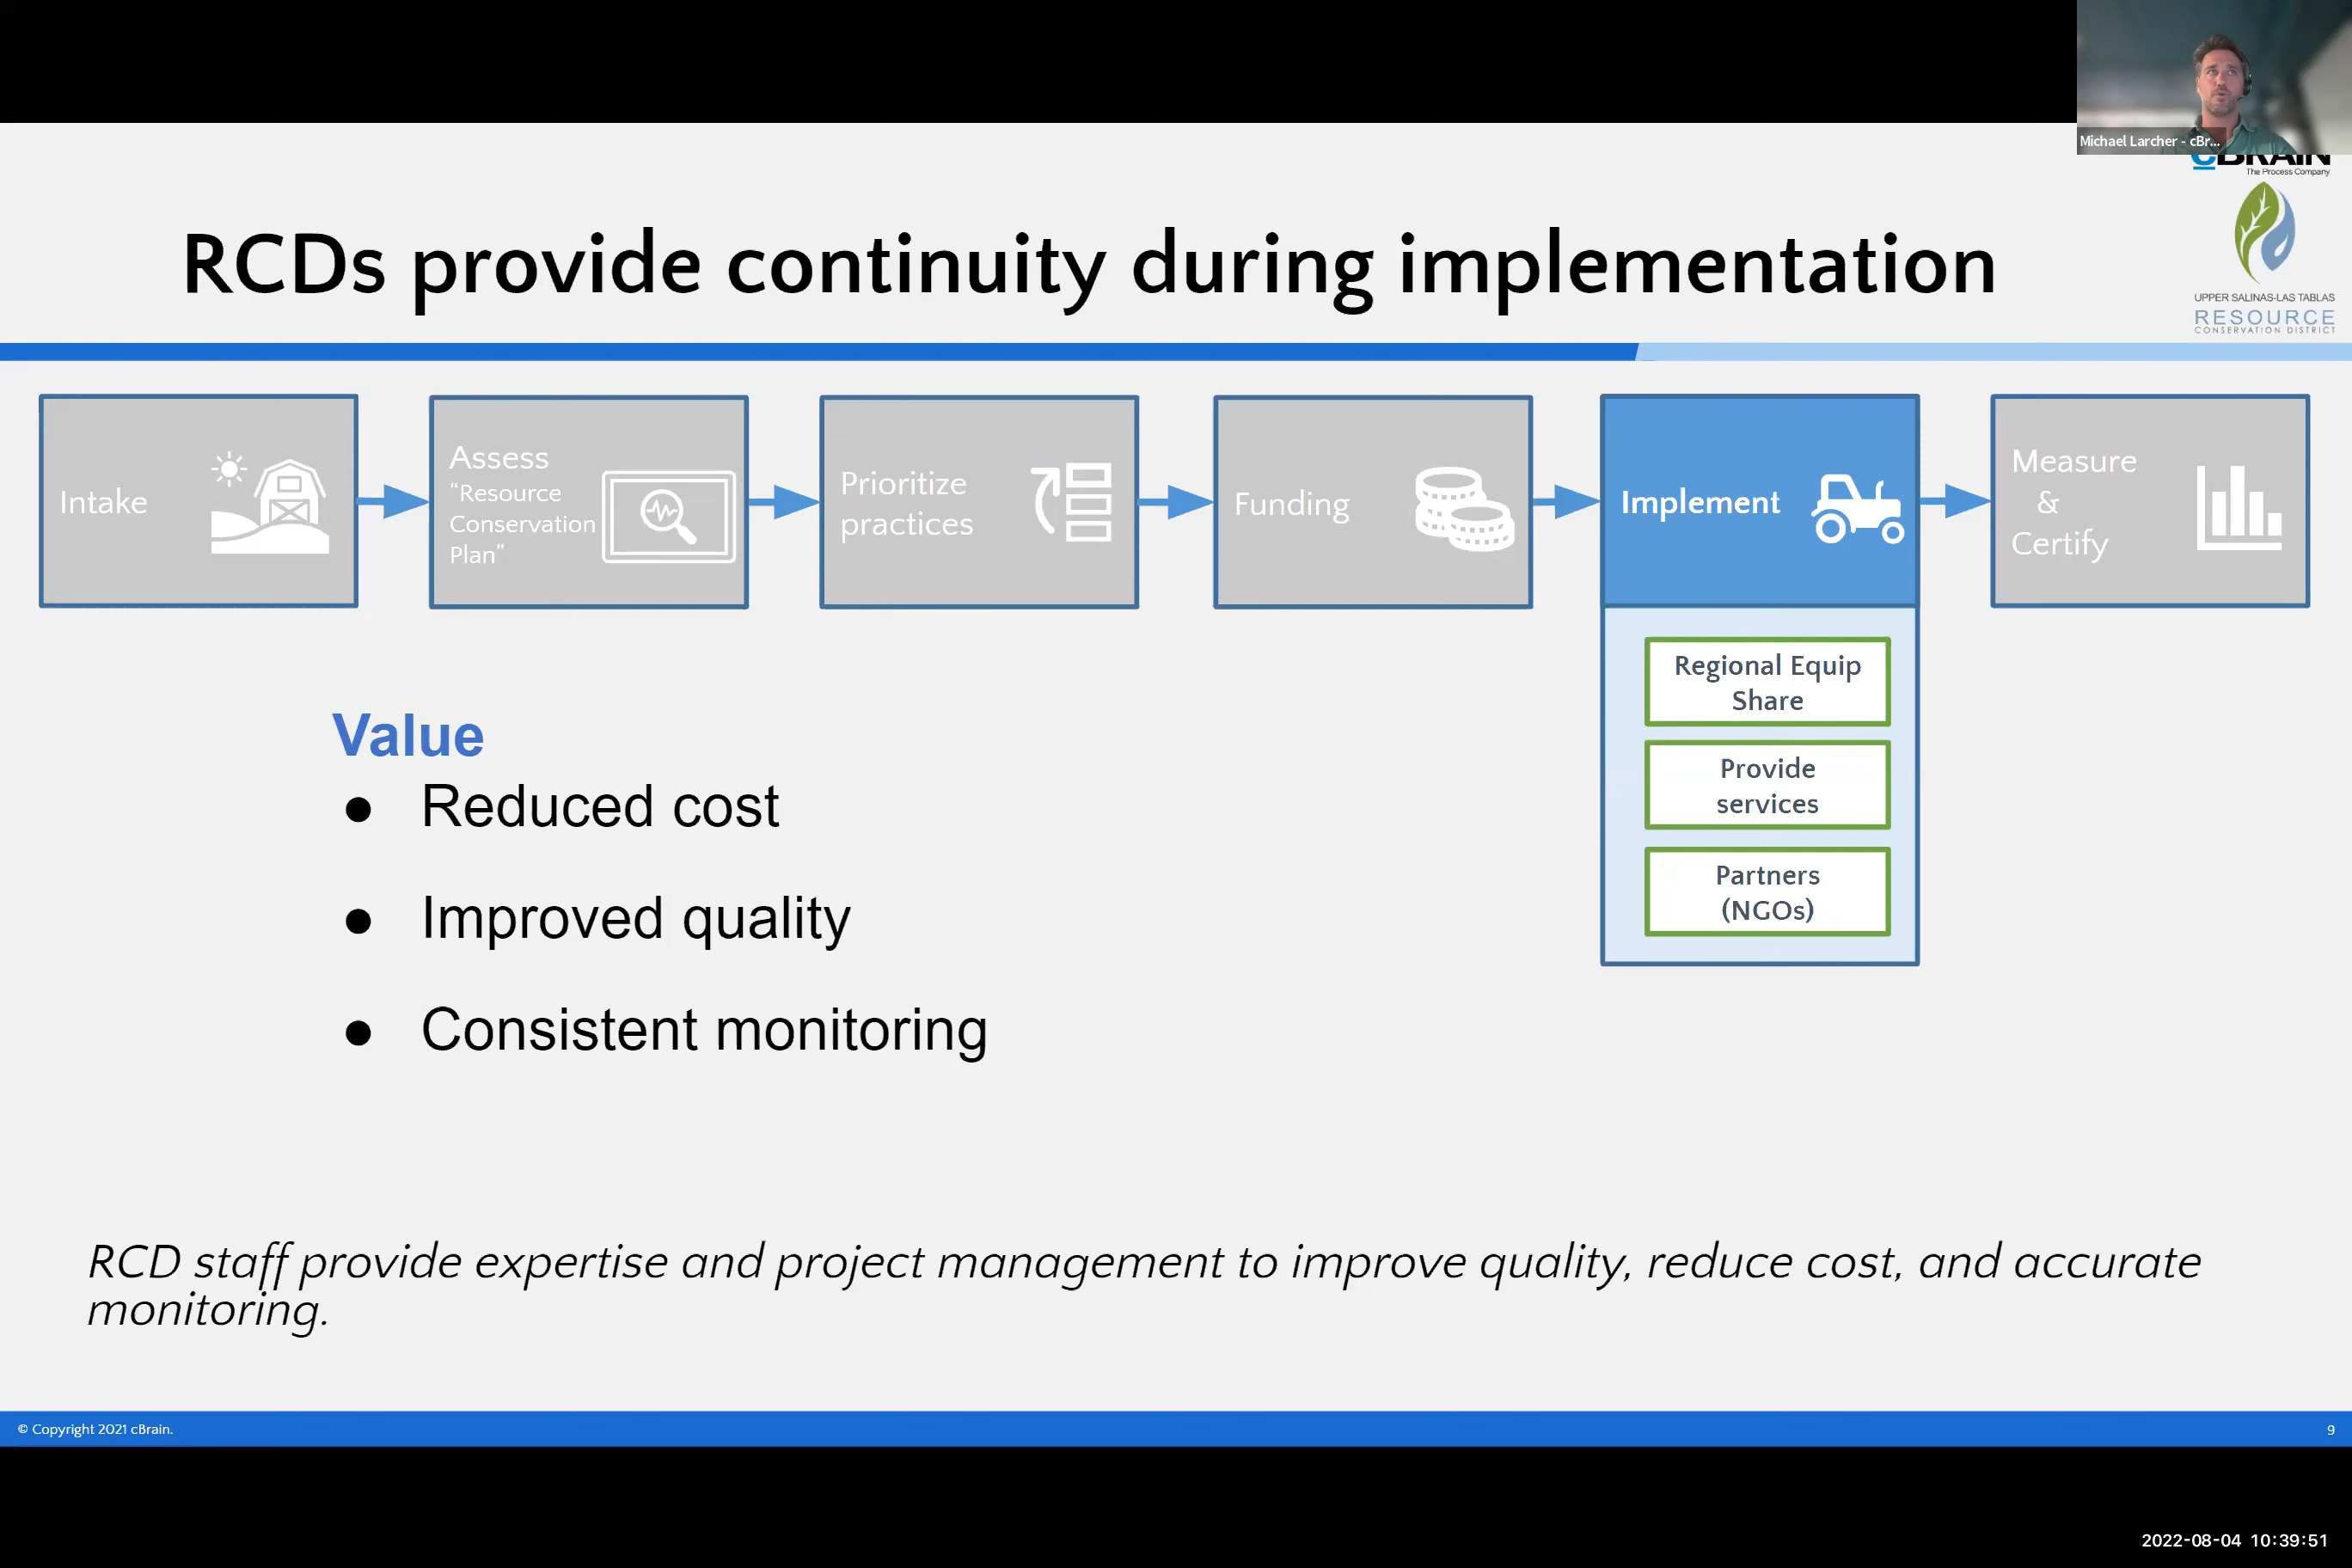 Michael Larcher - cBr...
cBRAIN
The Process Company
RCDs provide continuity during implementation
UPPER SALINAS-LAS TABLAS
RESOURCE
CONSERVATION DISTRICT
Intake
Assess
“Resource
Conservation
Plan”
Prioritize
practices
Funding
Implement
Measure
&
Certify
Regional Equip
Share
Provide
services
Partners
(NGOs)
Value
● Reduced cost
● Improved quality
● Consistent monitoring
RCD staff provide expertise and project management to improve quality, reduce cost, and accurate
monitoring.
© Copyright 2021 cBrain.
9
2022-08-04 10:39:51